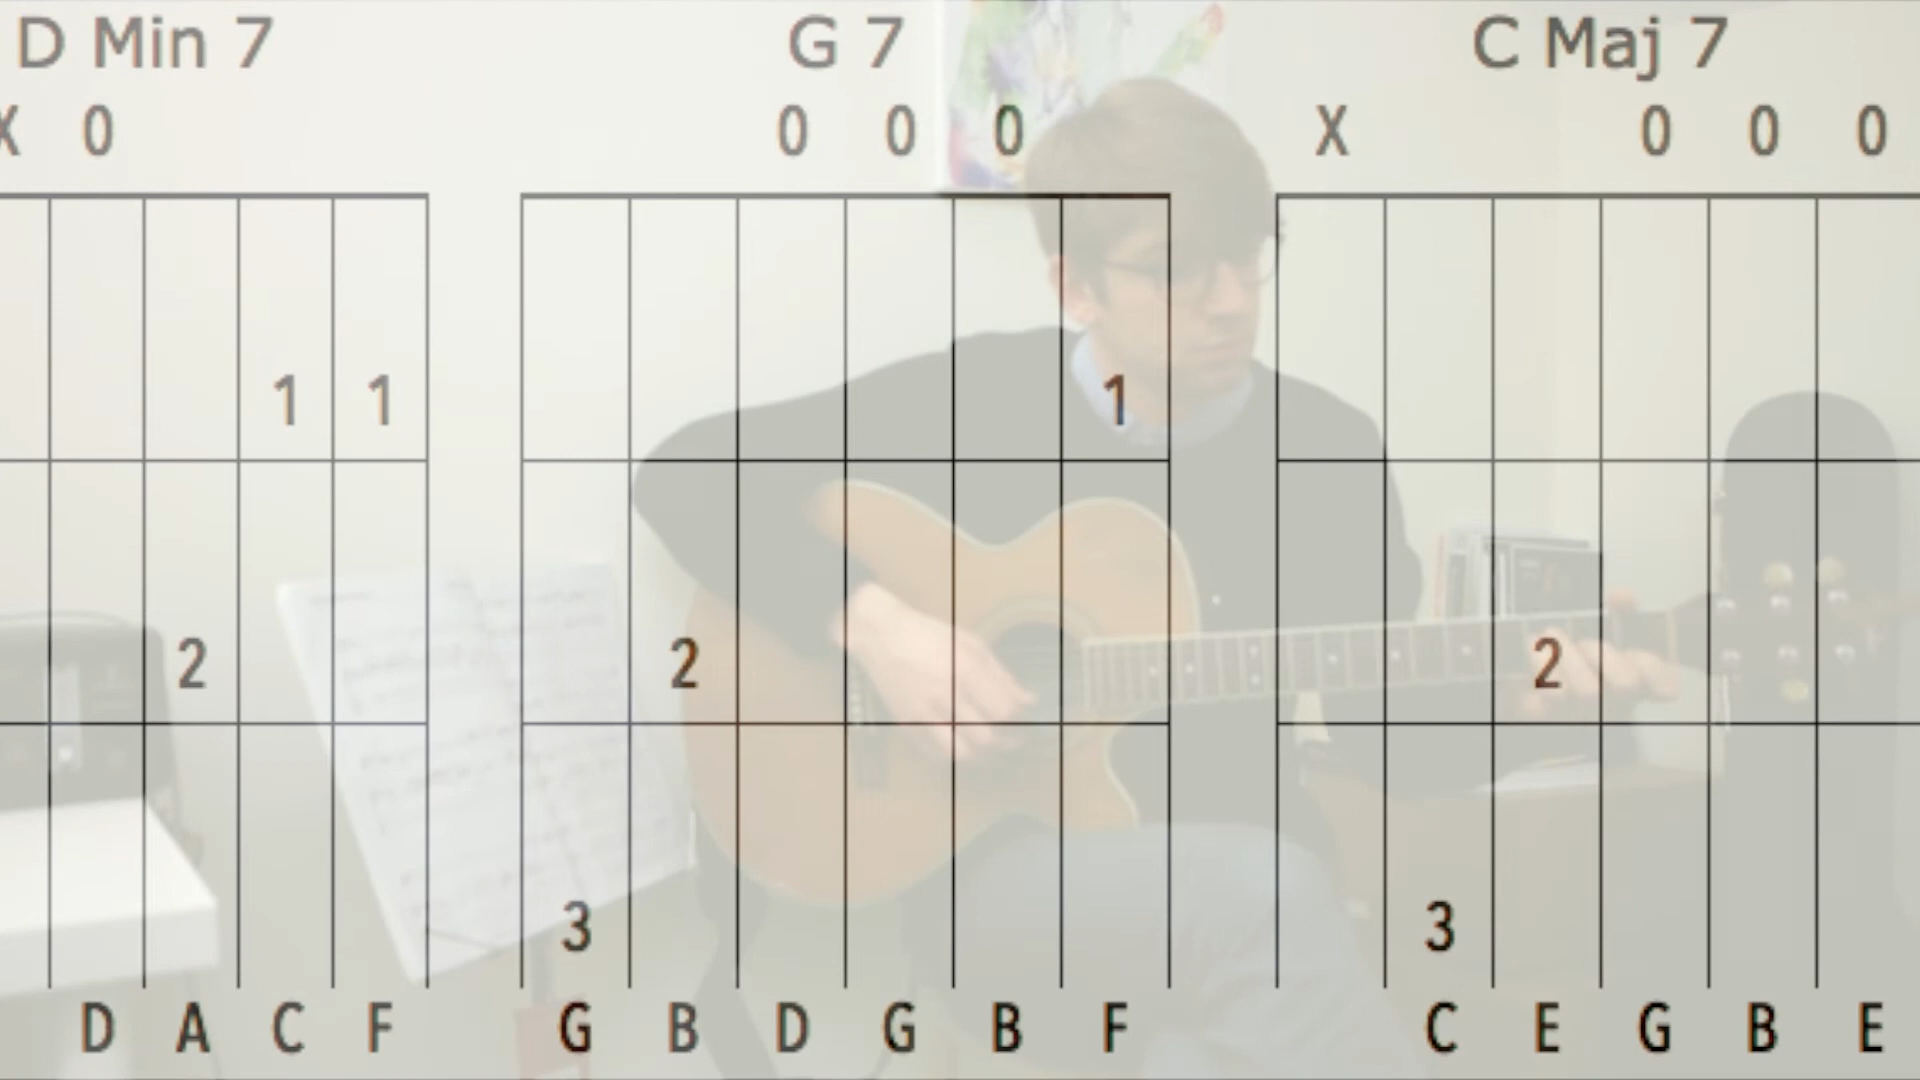 D Min 7 G 7 C Maj 7
X 0 0 0 0 X 0 0 0
1 1 1
2 2 2
3 3
D A C F G B D G B F C E G B E